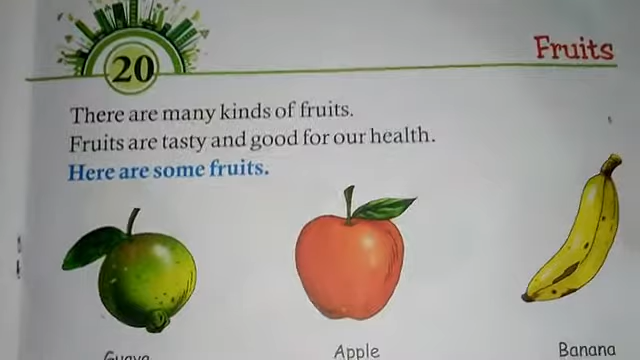 Fruits
20
There are many kinds of fruits.
Fruits are tasty and good for our health.
Here are some fruits.
Guava
Apple
Banana